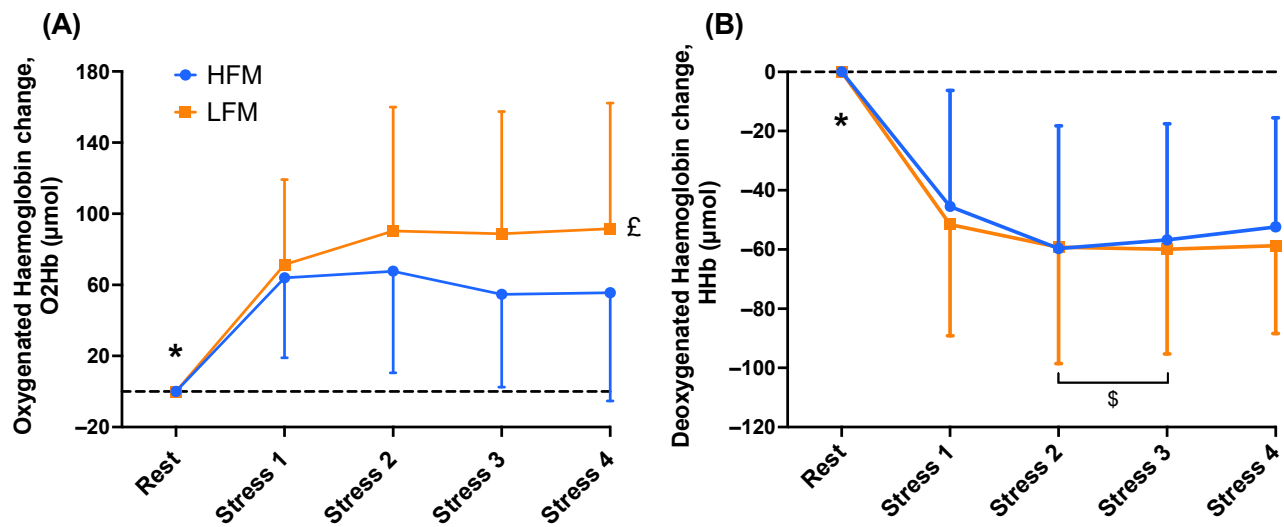 (A)
Oxygenated Haemoglobin change,
O2Hb (μmol)
180
140
100
60
20
−20
HFM
LFM
*
£
Rest
Stress 1
Stress 2
Stress 3
Stress 4
(B)
Deoxygenated Haemoglobin change,
HHb (μmol)
0
−20
−40
−60
−80
−100
−120
*
$
Rest
Stress 1
Stress 2
Stress 3
Stress 4